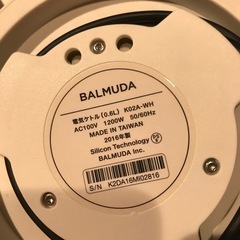 BALMUDA
電気ケトル(0.6L) K02A-WH
AC100V 1200W 50/60Hz
MADE IN TAIWAN
2016年製
Silicon Technology
BALMUDA Inc.
S/N K2DA16MI02816